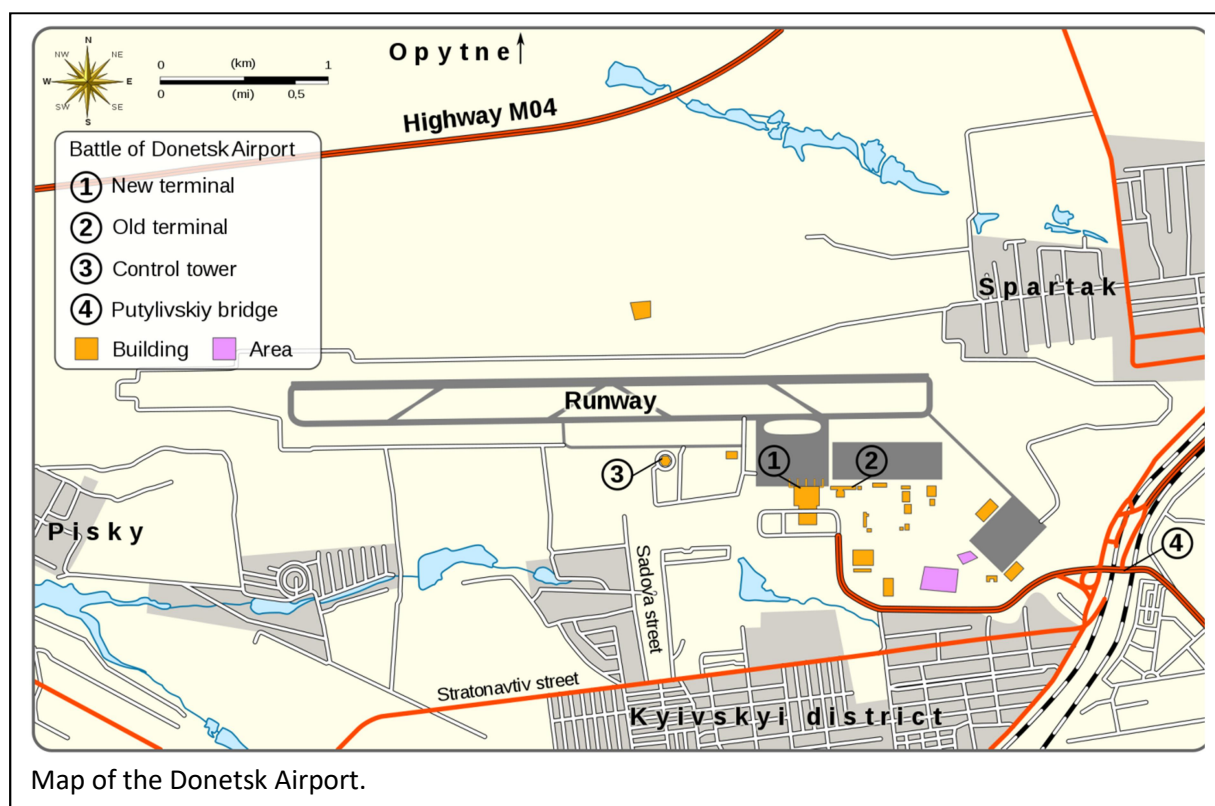 Opytne
N
NW
NE
W
E
SW
SE
S
0 (km) 1
0 (mi) 0,5
Highway M04
Battle of Donetsk Airport
1 New terminal
2 Old terminal
3 Control tower
4 Putylivskiy bridge
Building Area
Spartak
Runway
1
2
3
Pisky
4
Sadova street
Stratonavtiv street
Kyivskyi district
Map of the Donetsk Airport.